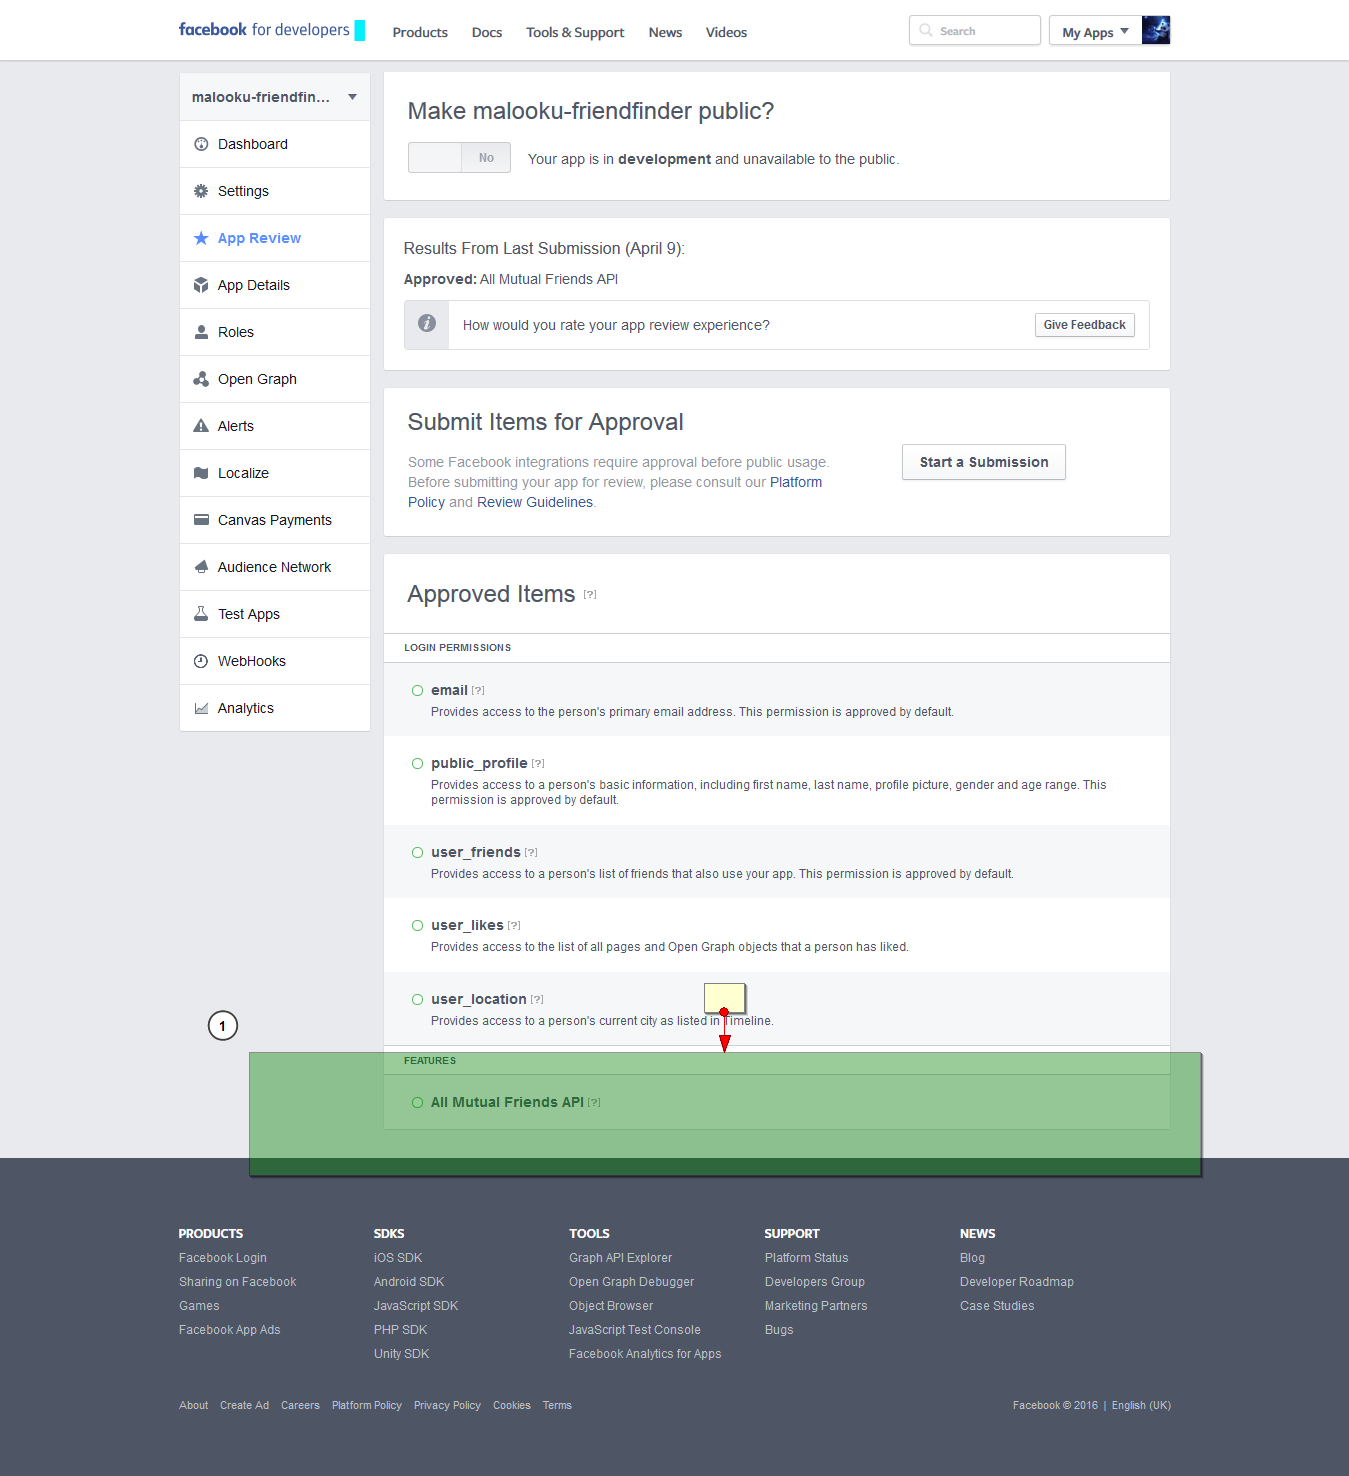 facebook for developers
Products
Docs
Tools & Support
News
Videos
Search
My Apps
malooku-friendfin...
Dashboard
Settings
App Review
App Details
Roles
Open Graph
Alerts
Localize
Canvas Payments
Audience Network
Test Apps
WebHooks
Analytics
Make malooku-friendfinder public?
No
Your app is in development and unavailable to the public.
Results From Last Submission (April 9):
Approved: All Mutual Friends API
How would you rate your app review experience?
Give Feedback
Submit Items for Approval
Some Facebook integrations require approval before public usage.
Before submitting your app for review, please consult our Platform
Policy and Review Guidelines.
Start a Submission
Approved Items [?]
LOGIN PERMISSIONS
email [?]
Provides access to the person's primary email address. This permission is approved by default.
public_profile [?]
Provides access to a person's basic information, including first name, last name, profile picture, gender and age range. This
permission is approved by default.
user_friends [?]
Provides access to a person's list of friends that also use your app. This permission is approved by default.
user_likes [?]
Provides access to the list of all pages and Open Graph objects that a person has liked.
user_location [?]
Provides access to a person's current city as listed in Timeline.
1
FEATURES
All Mutual Friends API [?]
PRODUCTS
Facebook Login
Sharing on Facebook
Games
Facebook App Ads
SDKS
iOS SDK
Android SDK
JavaScript SDK
PHP SDK
Unity SDK
TOOLS
Graph API Explorer
Open Graph Debugger
Object Browser
JavaScript Test Console
Facebook Analytics for Apps
SUPPORT
Platform Status
Developers Group
Marketing Partners
Bugs
NEWS
Blog
Developer Roadmap
Case Studies
About Create Ad Careers Platform Policy Privacy Policy Cookies Terms
Facebook © 2016 | English (UK)